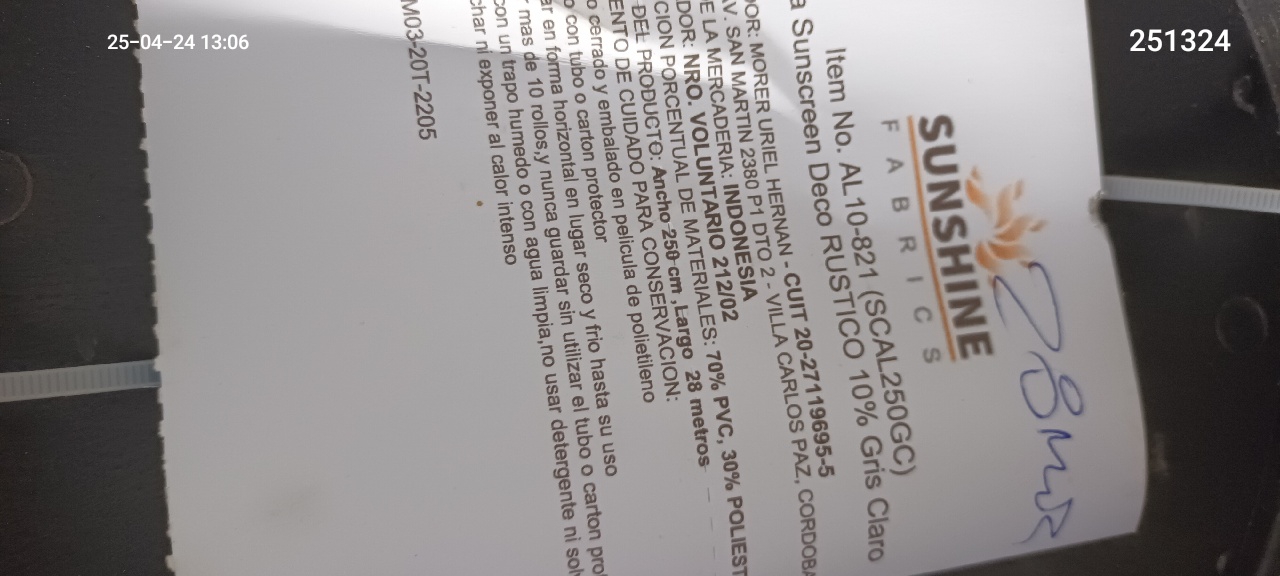 25-04-24 13:06
251324
SUNSHINE
FABRICS
Item No. AL10-821 (SCAL250GC)
a Sunscreen Deco RUSTICO 10% Gris Claro
POR: MORER URIEL HERNAN - CUIT 20-27119695-5
AV. SAN MARTIN 2380 P1 DTO 2 - VILLA CARLOS PAZ, CORDOBA
DE LA MERCADERIA: INDONESIA
DOR: NRO. VOLUNTARIO 212/02
CION PORCENTUAL DE MATERIALES: 70% PVC, 30% POLIEST
DEL PRODUCTO: Ancho 250 cm ,Largo 28 metros
ENTO DE CUIDADO PARA CONSERVACION:
o cerrado y embalado en pelicula de polietileno
o con tubo o carton protector
ar en forma horizontal en lugar seco y frio hasta su uso
r mas de 10 rollos,y nunca guardar sin utilizar el tubo o carton prot
con un trapo humedo o con agua limpia,no usar detergente ni solv
char ni exponer al calor intenso
M03-20T-2205